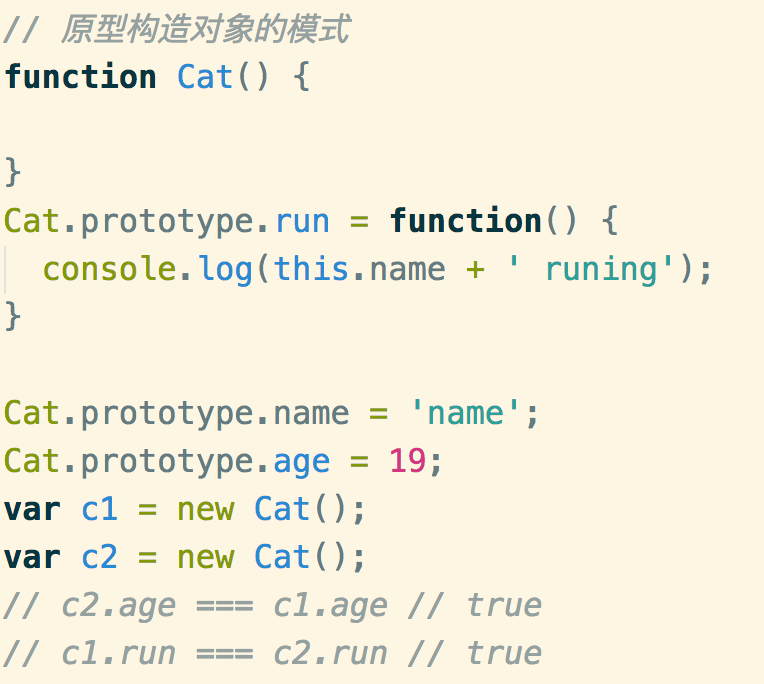 // 原型构造对象的模式
function Cat() {
}
Cat.prototype.run = function() {
console.log(this.name + ' runing');
}
Cat.prototype.name = 'name';
Cat.prototype.age = 19;
var c1 = new Cat();
var c2 = new Cat();
// c2.age === c1.age // true
// c1.run === c2.run // true